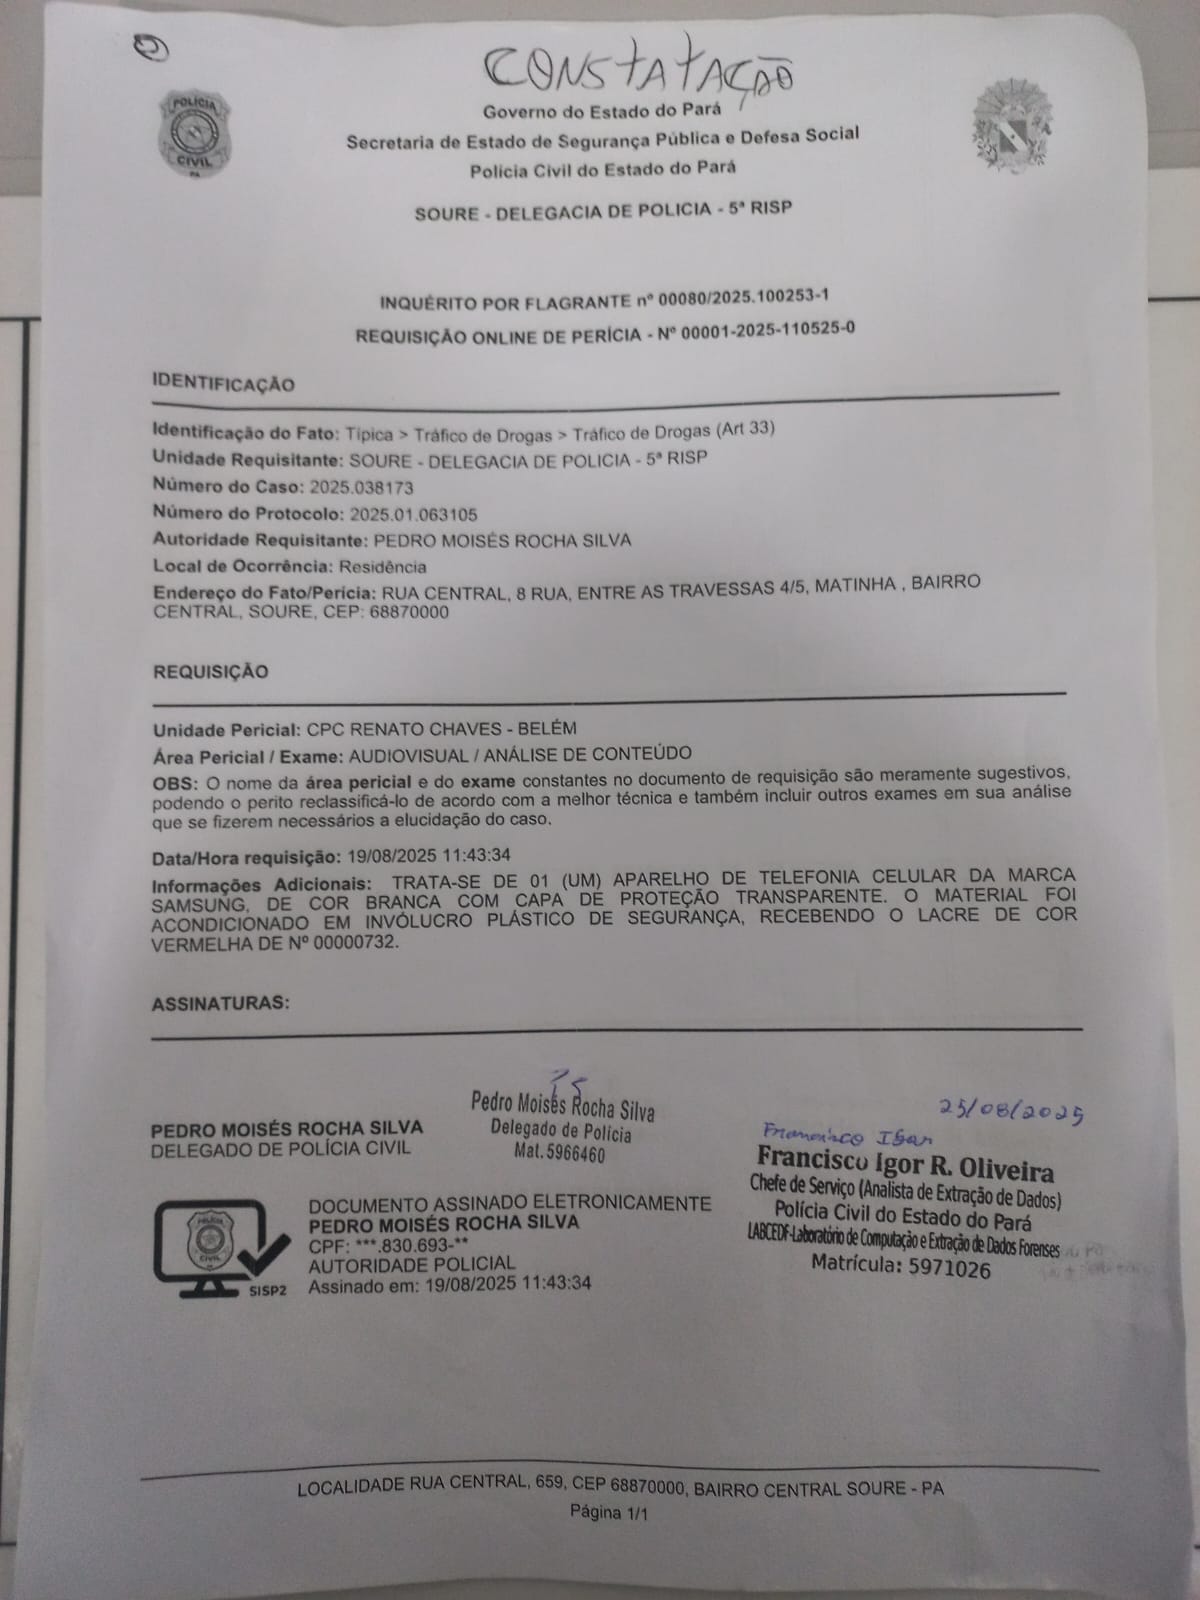 CONSTATAÇÃO
POLÍCIA
CIVIL
PA
Governo do Estado do Pará
Secretaria de Estado de Segurança Pública e Defesa Social
Polícia Civil do Estado do Pará
SOURE - DELEGACIA DE POLICIA - 5ª RISP
INQUÉRITO POR FLAGRANTE nº 00080/2025.100253-1
REQUISIÇÃO ONLINE DE PERÍCIA - Nº 00001-2025-110525-0
IDENTIFICAÇÃO
Identificação do Fato: Típica > Tráfico de Drogas > Tráfico de Drogas (Art 33)
Unidade Requisitante: SOURE - DELEGACIA DE POLICIA - 5ª RISP
Número do Caso: 2025.038173
Número do Protocolo: 2025.01.063105
Autoridade Requisitante: PEDRO MOISÉS ROCHA SILVA
Local de Ocorrência: Residência
Endereço do Fato/Perícia: RUA CENTRAL, 8 RUA, ENTRE AS TRAVESSAS 4/5, MATINHA , BAIRRO
CENTRAL, SOURE, CEP: 68870000
REQUISIÇÃO
Unidade Pericial: CPC RENATO CHAVES - BELÉM
Área Pericial / Exame: AUDIOVISUAL / ANÁLISE DE CONTEÚDO
OBS: O nome da área pericial e do exame constantes no documento de requisição são meramente sugestivos,
podendo o perito reclassificá-lo de acordo com a melhor técnica e também incluir outros exames em sua análise
que se fizerem necessários a elucidação do caso.
Data/Hora requisição: 19/08/2025 11:43:34
Informações Adicionais: TRATA-SE DE 01 (UM) APARELHO DE TELEFONIA CELULAR DA MARCA
SAMSUNG, DE COR BRANCA COM CAPA DE PROTEÇÃO TRANSPARENTE. O MATERIAL FOI
ACONDICIONADO EM INVÓLUCRO PLÁSTICO DE SEGURANÇA, RECEBENDO O LACRE DE COR
VERMELHA DE Nº 00000732.
ASSINATURAS:
PEDRO MOISÉS ROCHA SILVA
DELEGADO DE POLÍCIA CIVIL
Pedro Moisés Rocha Silva
Delegado de Polícia
Mat. 5966460
25/08/2025
Francisco Igor
Francisco Igor R. Oliveira
Chefe de Serviço (Analista de Extração de Dados)
Polícia Civil do Estado do Pará
LABCEDF-Laboratório de Computação e Extração de Dados Forenses
Matrícula: 5971026
POLÍCIA
CIVIL
SISP2
DOCUMENTO ASSINADO ELETRONICAMENTE
PEDRO MOISÉS ROCHA SILVA
CPF: ***.830.693-**
AUTORIDADE POLICIAL
Assinado em: 19/08/2025 11:43:34
LOCALIDADE RUA CENTRAL, 659, CEP 68870000, BAIRRO CENTRAL SOURE - PA
Página 1/1